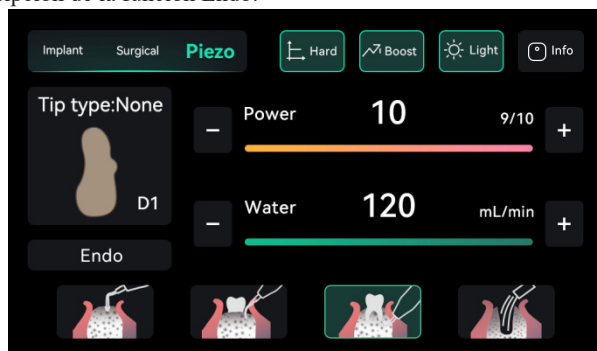 Implant Surgical Piezo Hard Boost Light Info
Tip type:None
D1
Endo
Power 10 9/10
Water 120 mL/min